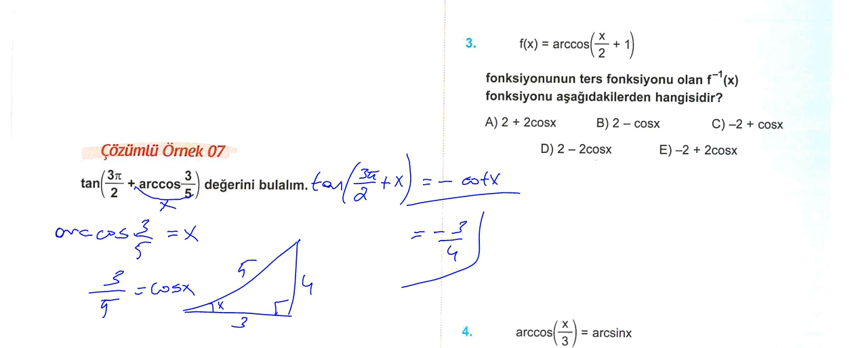 Çözümlü Örnek 07
tan(3π/2 + arccos 3/5) değerini bulalım. tan(3π/2 + x) = - cotx
x
arccos 3/5 = x
= - 3/4
3/5 = cosx
5
4
x
3
3. f(x) = arccos(x/2 + 1)
fonksiyonunun ters fonksiyonu olan f⁻¹(x)
fonksiyonu aşağıdakilerden hangisidir?
A) 2 + 2cosx B) 2 – cosx C) –2 + cosx
D) 2 – 2cosx E) –2 + 2cosx
4. arccos(x/3) = arcsinx